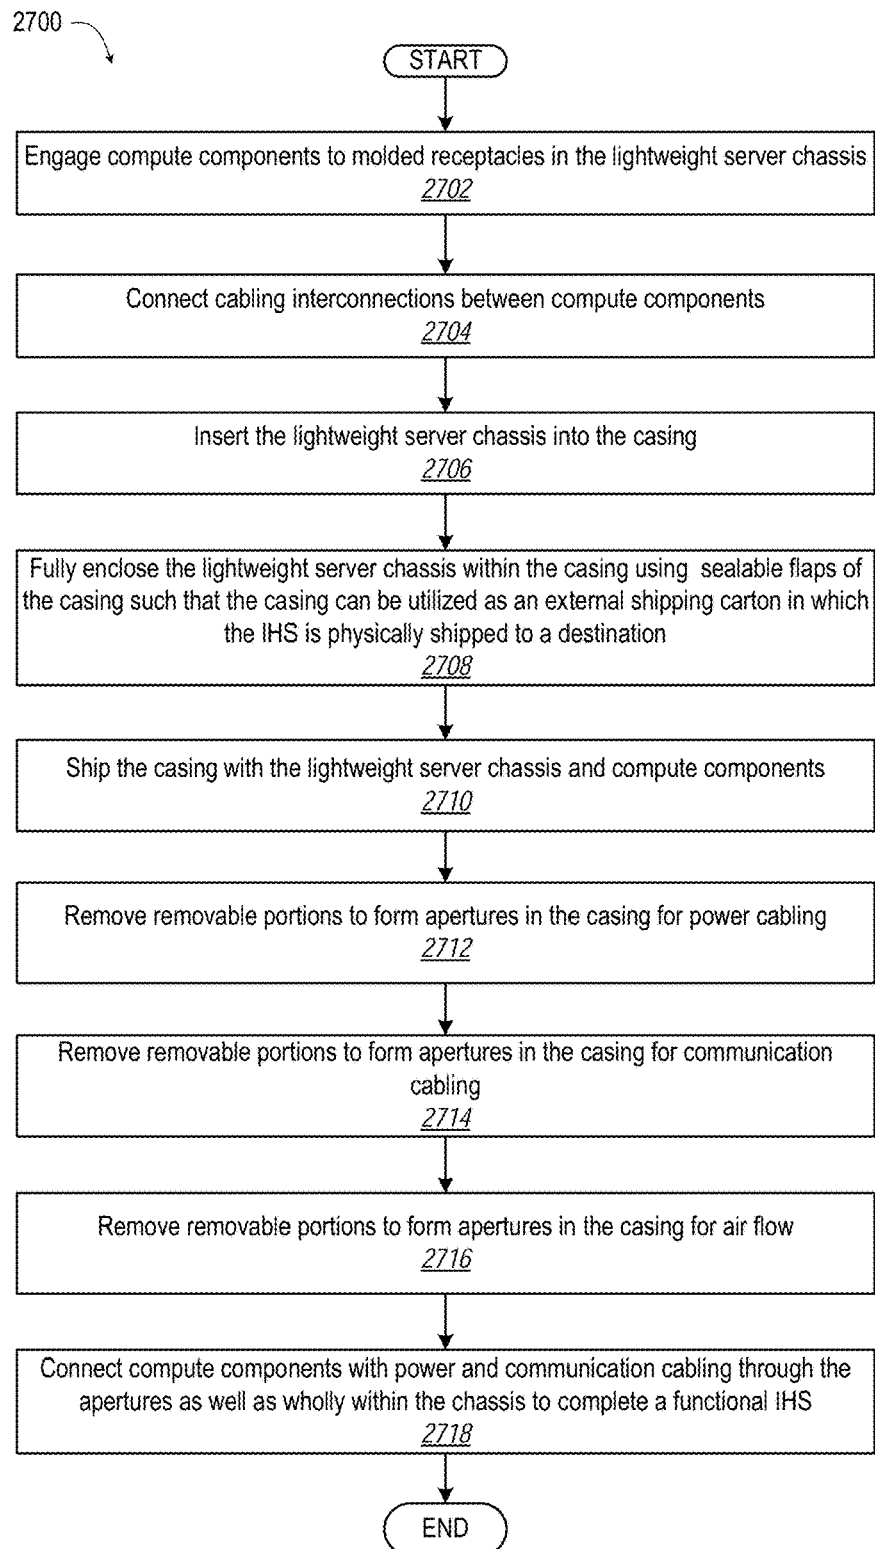 2700
START
Engage compute components to molded receptacles in the lightweight server chassis
2702
Connect cabling interconnections between compute components
2704
Insert the lightweight server chassis into the casing
2706
Fully enclose the lightweight server chassis within the casing using sealable flaps of
the casing such that the casing can be utilized as an external shipping carton in which
the IHS is physically shipped to a destination
2708
Ship the casing with the lightweight server chassis and compute components
2710
Remove removable portions to form apertures in the casing for power cabling
2712
Remove removable portions to form apertures in the casing for communication
cabling
2714
Remove removable portions to form apertures in the casing for air flow
2716
Connect compute components with power and communication cabling through the
apertures as well as wholly within the chassis to complete a functional IHS
2718
END